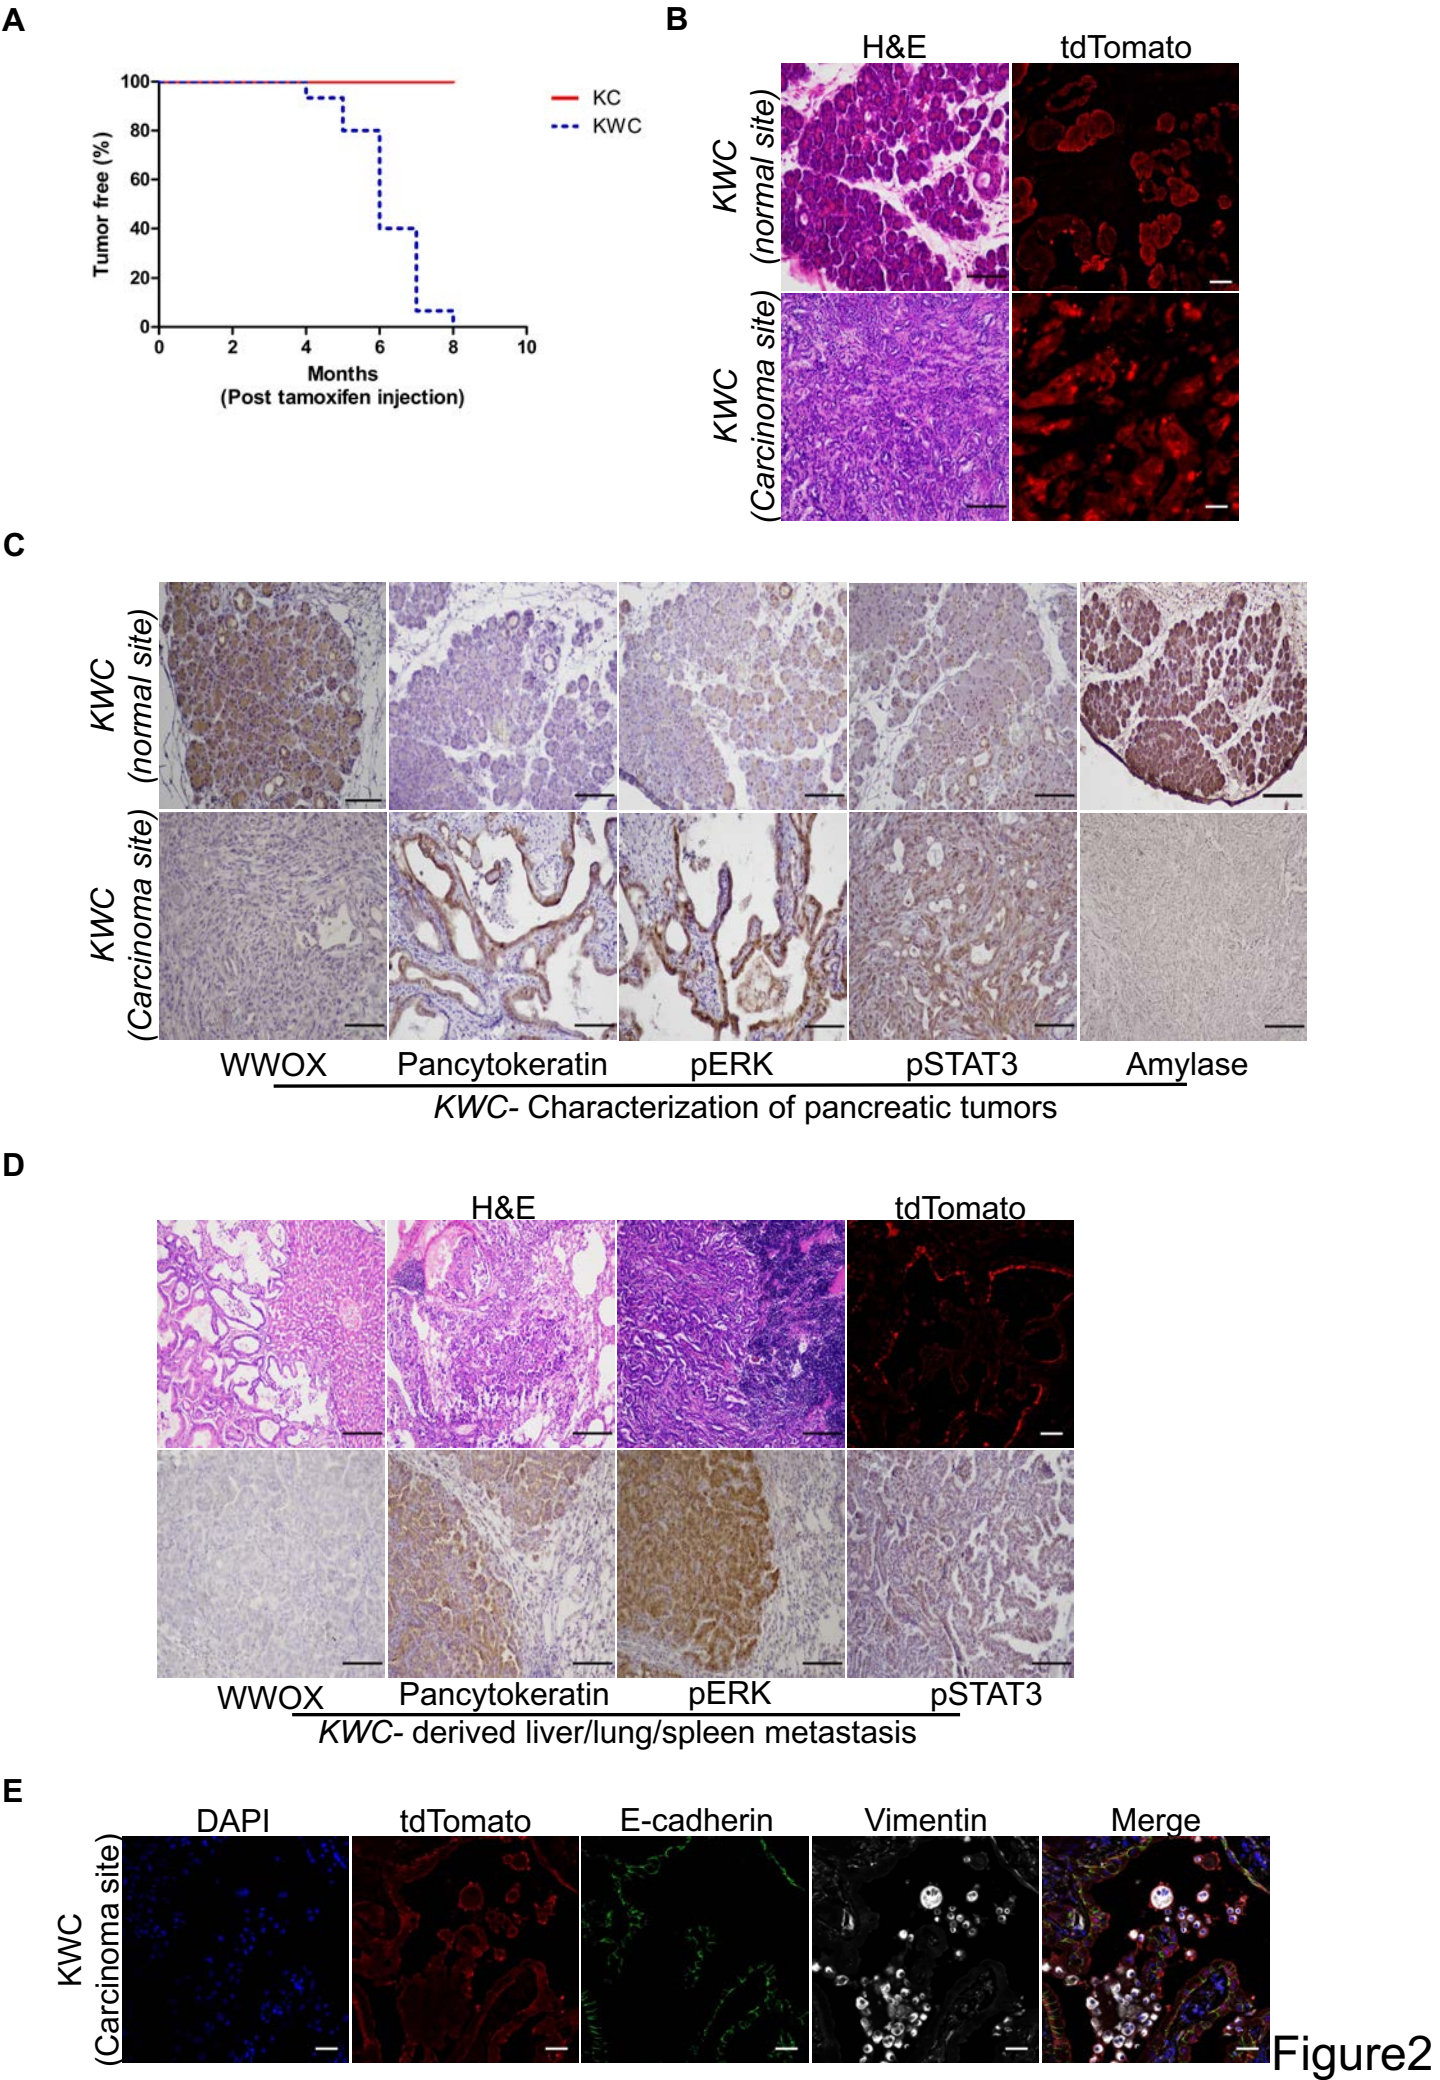 A
100
80
60
40
20
0
Tumor free (%)
0 2 4 6 8 10
Months
(Post tamoxifen injection)
KC
KWC
B
H&E tdTomato
KWC
(normal site)
KWC
(Carcinoma site)
C
KWC
(normal site)
KWC
(Carcinoma site)
WWOX Pancytokeratin pERK pSTAT3 Amylase
KWC- Characterization of pancreatic tumors
D
H&E tdTomato
WWOX Pancytokeratin pERK pSTAT3
KWC- derived liver/lung/spleen metastasis
E
DAPI tdTomato E-cadherin Vimentin Merge
KWC
(Carcinoma site)
Figure2